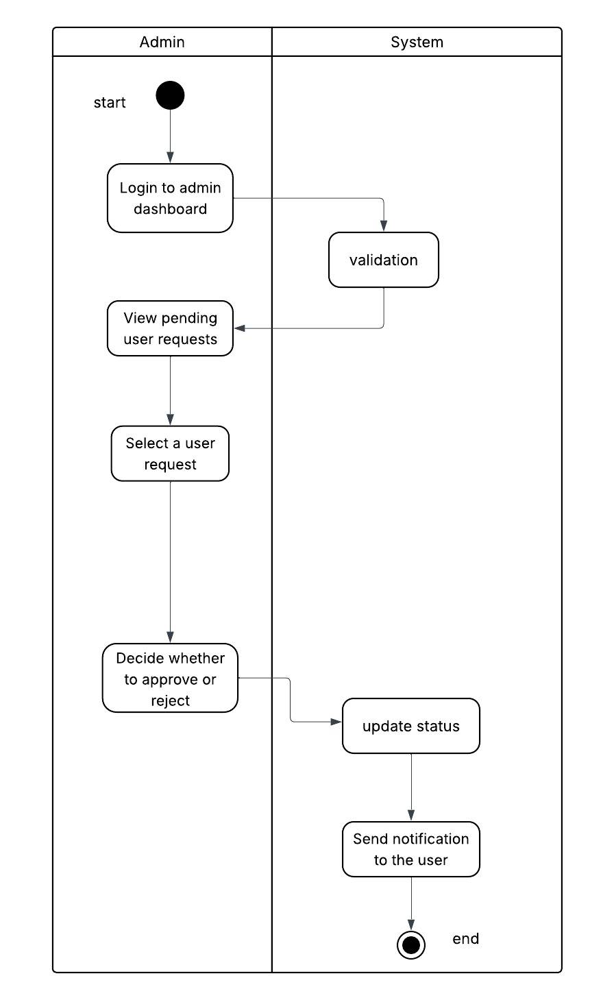 Admin
System
start
Login to admin
dashboard
validation
View pending
user requests
Select a user
request
Decide whether
to approve or
reject
update status
Send notification
to the user
end